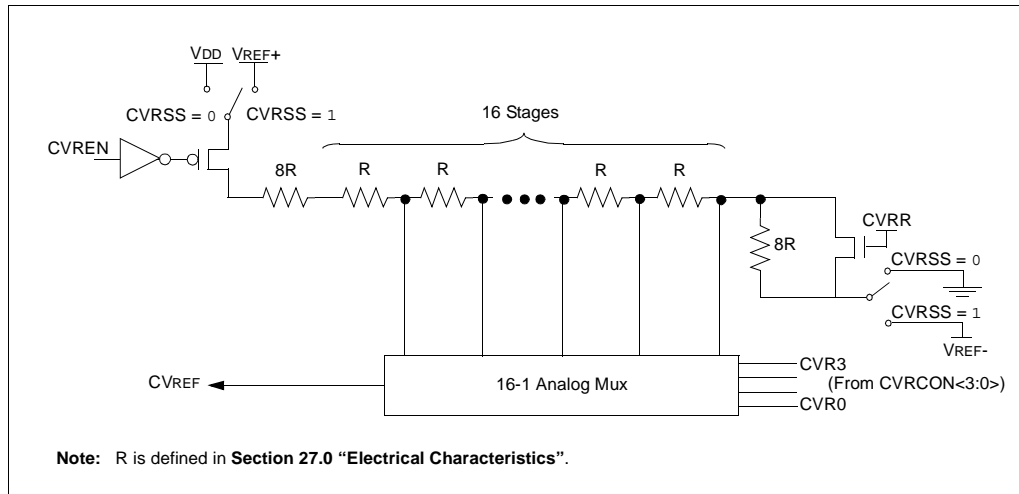 VDD VREF+
CVRSS = 0 CVRSS = 1
16 Stages
CVREN
8R R R R R
CVRR
8R
CVRSS = 0
CVRSS = 1
VREF-
CVR3
CVREF 16-1 Analog Mux (From CVRCON<3:0>)
CVR0
Note: R is defined in Section 27.0 “Electrical Characteristics”.